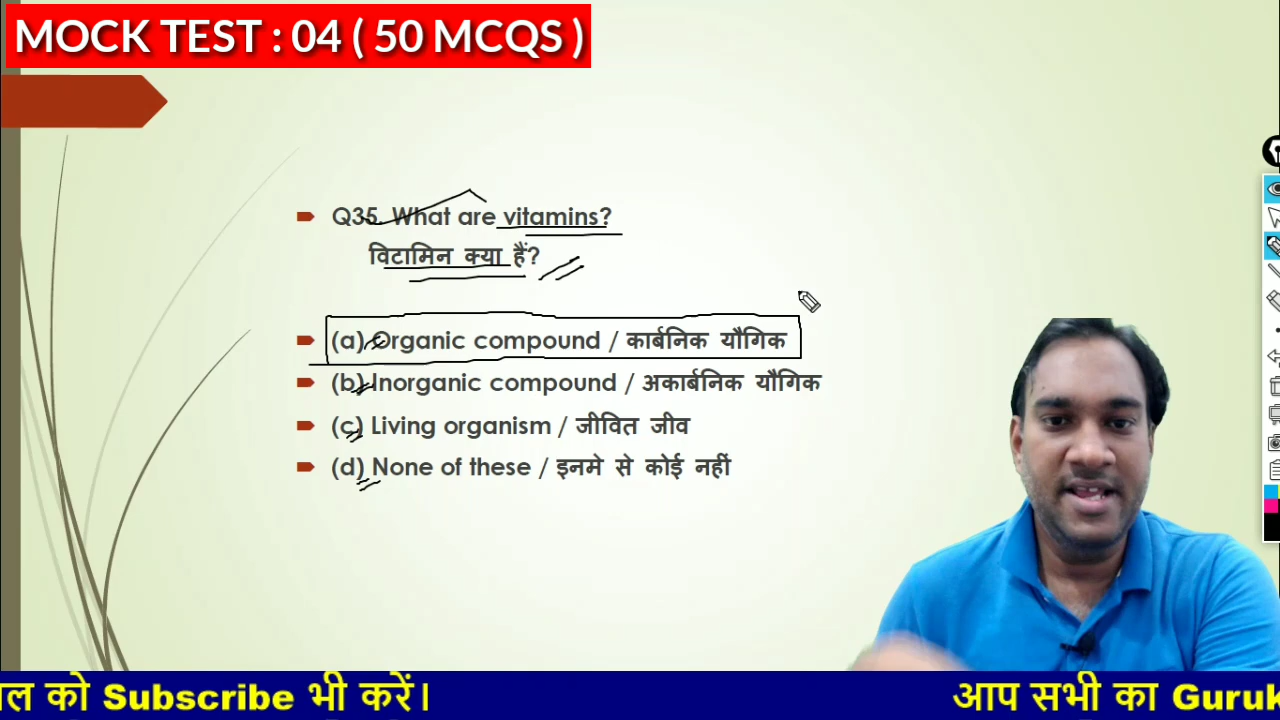 MOCK TEST : 04 ( 50 MCQS )
Q35. What are vitamins?
विटामिन क्या हैं?
(a) Organic compound / कार्बनिक यौगिक
(b) Inorganic compound / अकार्बनिक यौगिक
(c) Living organism / जीवित जीव
(d) None of these / इनमे से कोई नहीं
को Subscribe भी करें। आप सभी का